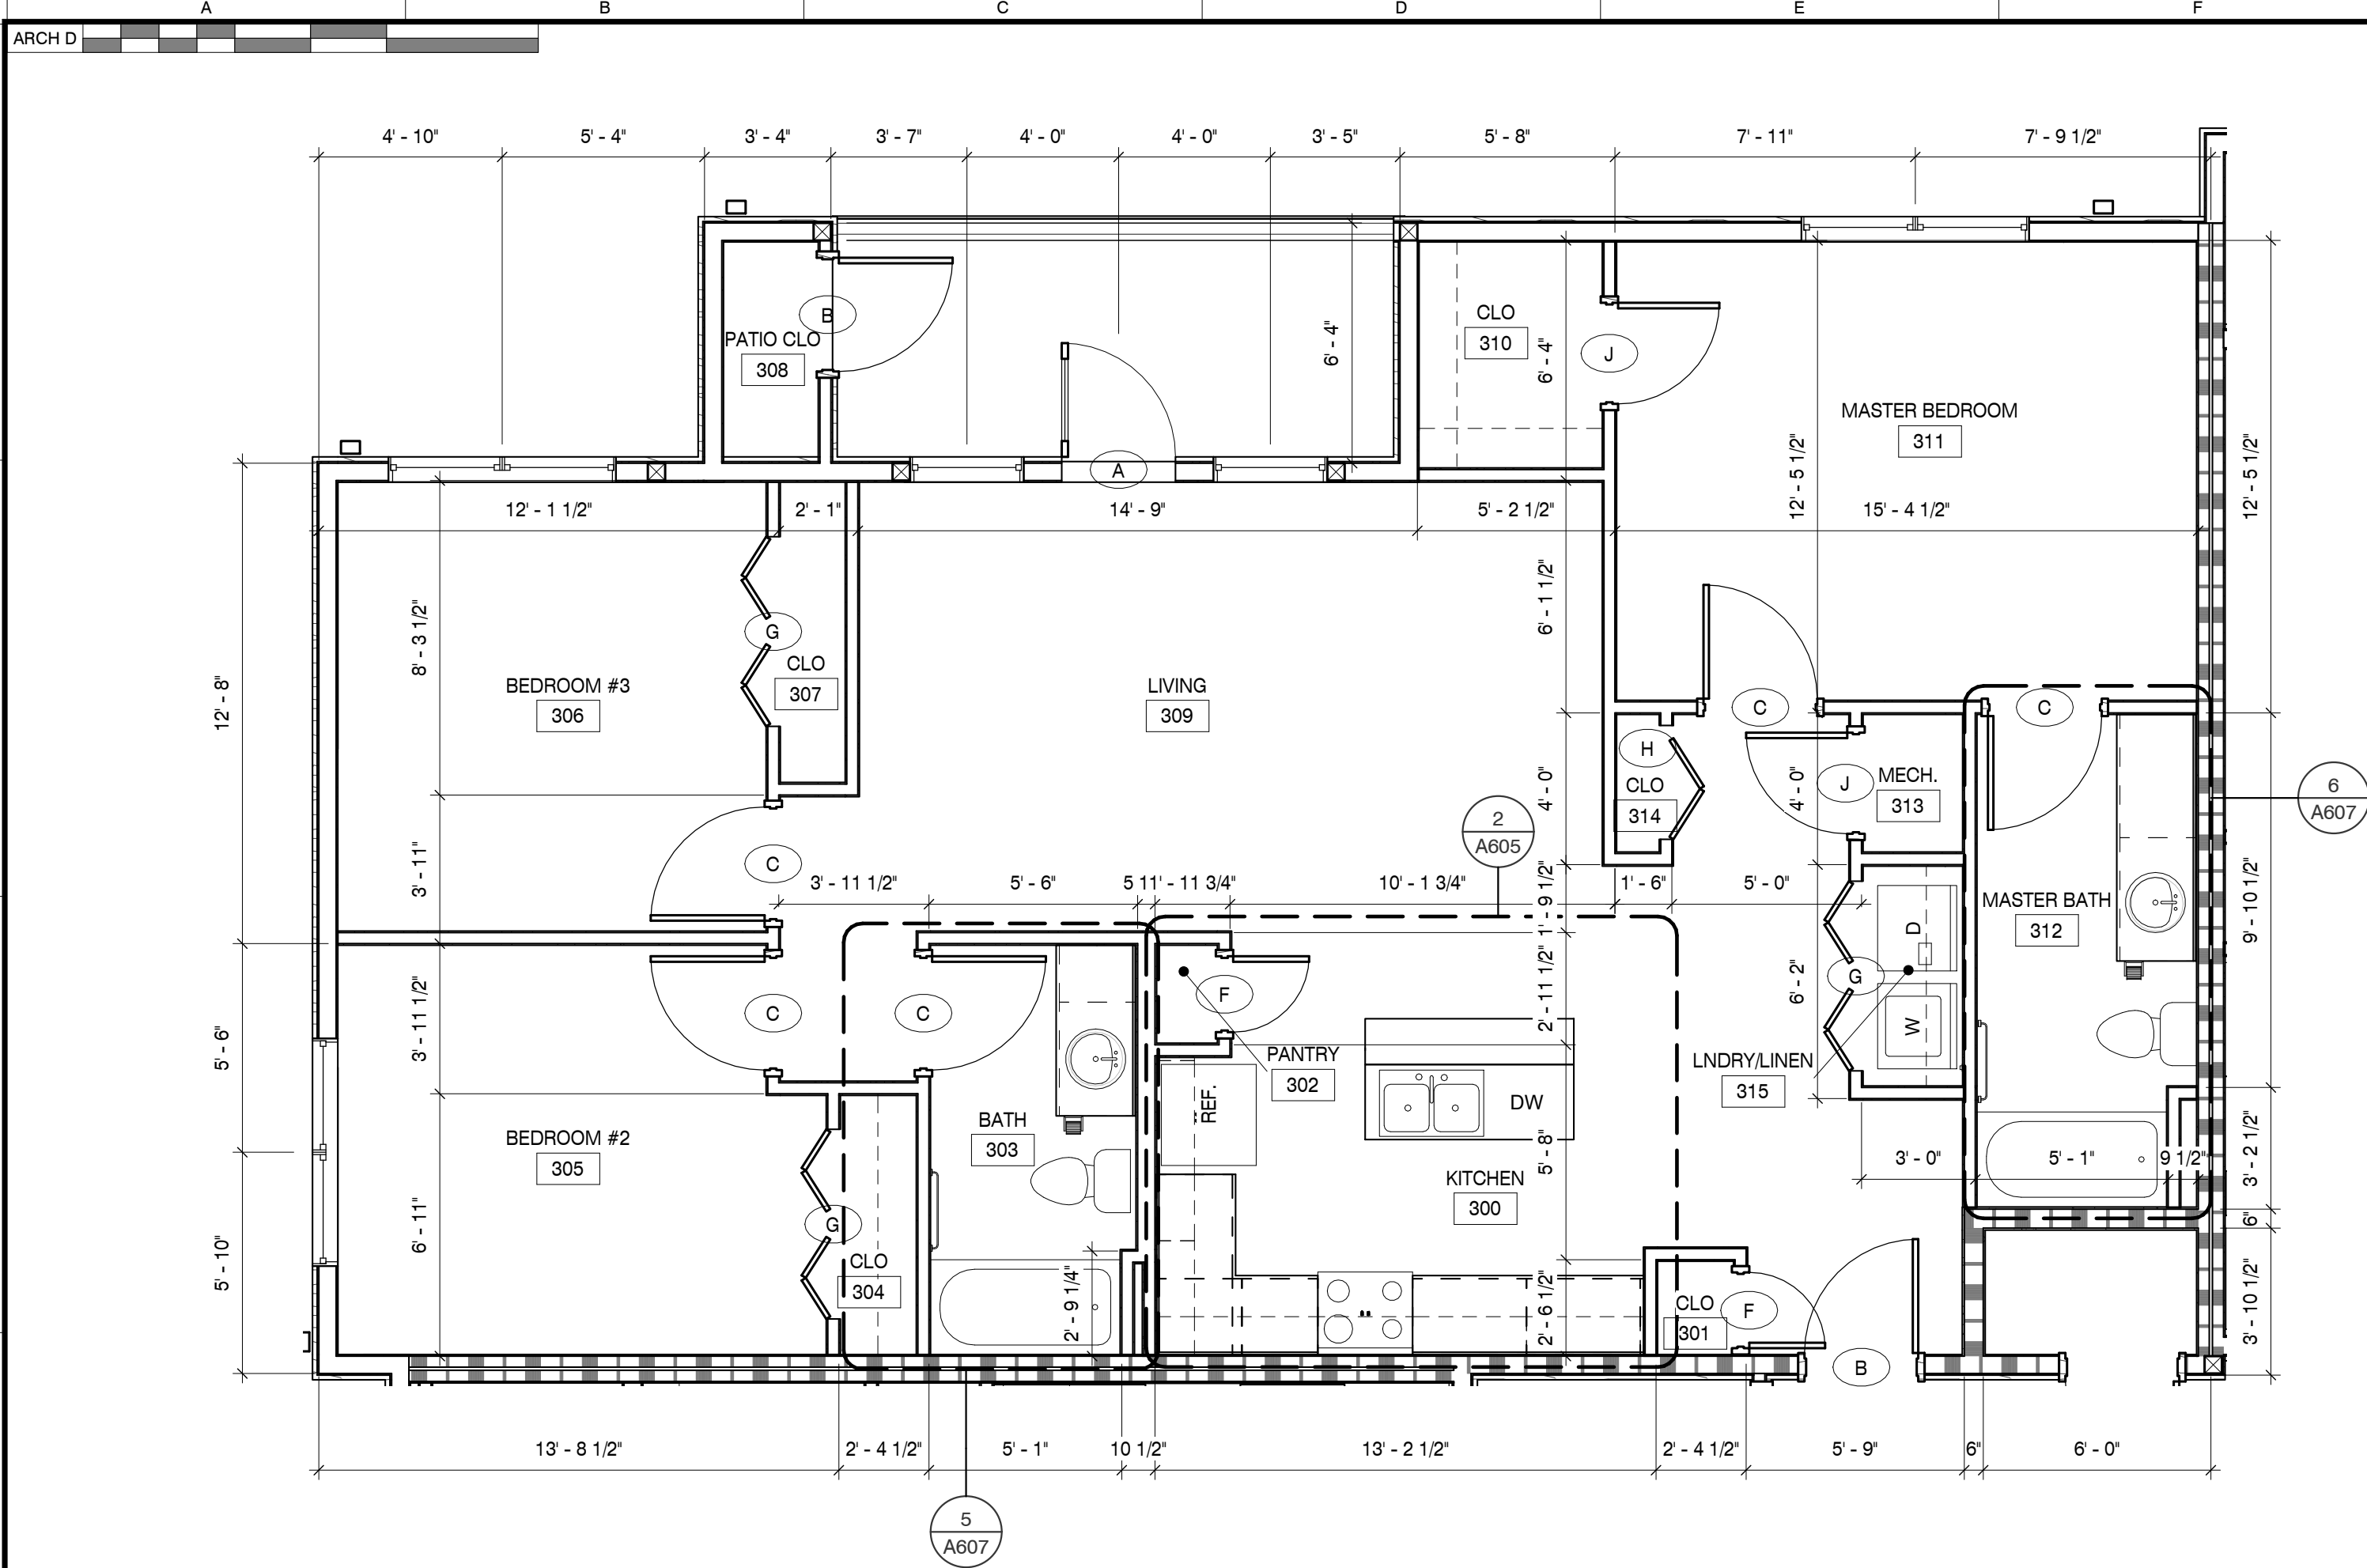 A B C D E F
ARCH D
4' - 10" 5' - 4" 3' - 4" 3' - 7" 4' - 0" 4' - 0" 3' - 5" 5' - 8" 7' - 11" 7' - 9 1/2"
B
PATIO CLO
308
6' - 4"
CLO
310
6' - 4"
J
MASTER BEDROOM
311
12' - 5 1/2"
12' - 5 1/2"
A
12' - 1 1/2" 2' - 1" 14' - 9" 5' - 2 1/2" 15' - 4 1/2"
12' - 8"
8' - 3 1/2"
6' - 1 1/2"
G
CLO
307
BEDROOM #3
306
LIVING
309
C
C
H
CLO
314
4' - 0"
4' - 0"
J
MECH.
313
6
A607
2
A605
C
3' - 11"
3' - 11 1/2" 5' - 6" 5 11' - 11 3/4" 10' - 1 3/4" 1' - 6" 5' - 0"
1' - 9 1/2"
MASTER BATH
312
9' - 10 1/2"
D
G
W
6' - 2"
5' - 6"
3' - 11 1/2"
C
C
F
2' - 11 1/2"
PANTRY
302
LNDRY/LINEN
315
REF.
DW
BATH
303
BEDROOM #2
305
5' - 8"
KITCHEN
300
3' - 0" 5' - 1" 9 1/2"
3' - 2 1/2"
6"
5' - 10"
6' - 11"
G
CLO
304
2' - 9 1/4"
2' - 6 1/2"
CLO
301
F
B
3' - 10 1/2"
13' - 8 1/2" 2' - 4 1/2" 5' - 1" 10 1/2" 13' - 2 1/2" 2' - 4 1/2" 5' - 9" 6" 6' - 0"
5
A607